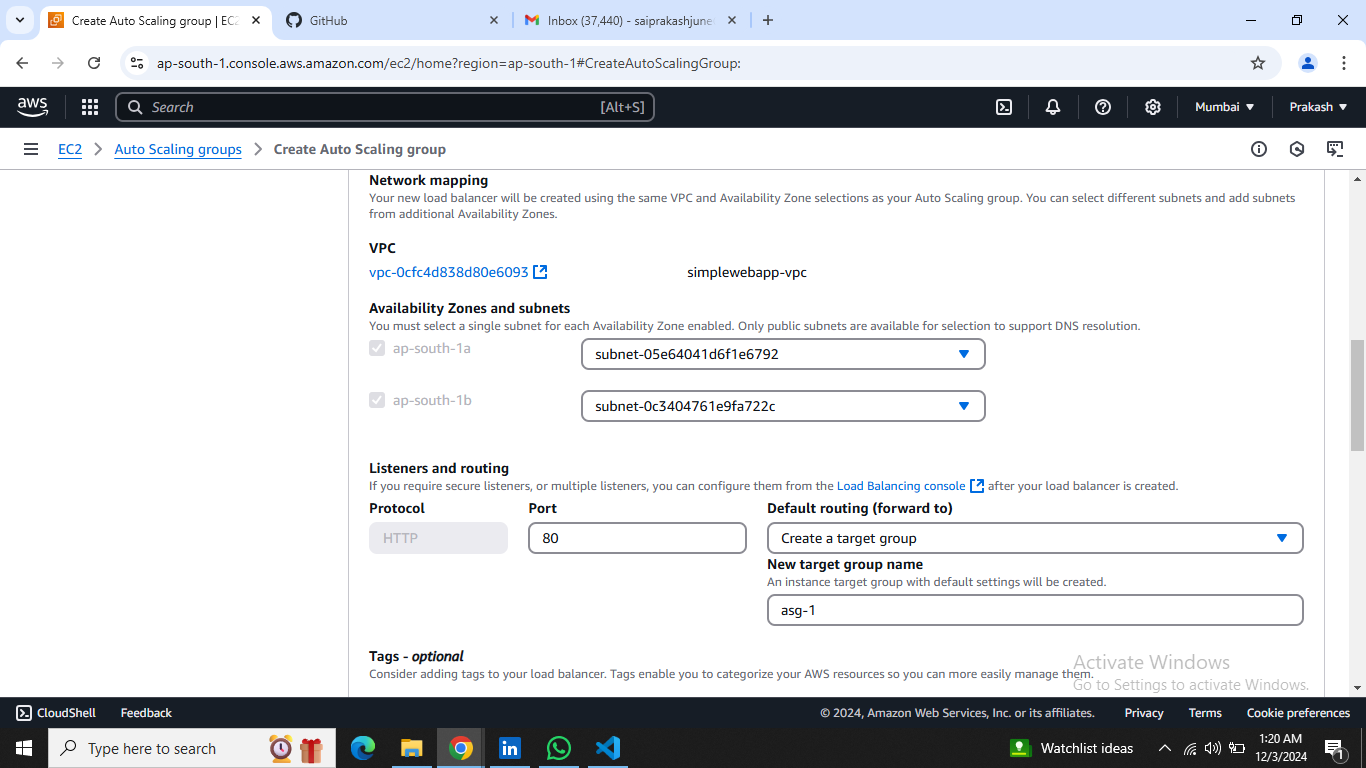 Create Auto Scaling group | EC2
GitHub
Inbox (37,440) - saiprakashjune
ap-south-1.console.aws.amazon.com/ec2/home?region=ap-south-1#CreateAutoScalingGroup:
aws
Search
[Alt+S]
Mumbai
Prakash
EC2 > Auto Scaling groups > Create Auto Scaling group
Network mapping
Your new load balancer will be created using the same VPC and Availability Zone selections as your Auto Scaling group. You can select different subnets and add subnets
from additional Availability Zones.
VPC
vpc-0cfc4d838d80e6093
simplewebapp-vpc
Availability Zones and subnets
You must select a single subnet for each Availability Zone enabled. Only public subnets are available for selection to support DNS resolution.
ap-south-1a
subnet-05e64041d6f1e6792
ap-south-1b
subnet-0c3404761e9fa722c
Listeners and routing
If you require secure listeners, or multiple listeners, you can configure them from the Load Balancing console after your load balancer is created.
Protocol
Port
Default routing (forward to)
HTTP
80
Create a target group
New target group name
An instance target group with default settings will be created.
asg-1
Tags - optional
Consider adding tags to your load balancer. Tags enable you to categorize your AWS resources so you can more easily manage them.
Activate Windows
Go to Settings to activate Windows.
CloudShell
Feedback
© 2024, Amazon Web Services, Inc. or its affiliates.
Privacy
Terms
Cookie preferences
Type here to search
Watchlist ideas
1:20 AM
12/3/2024
1